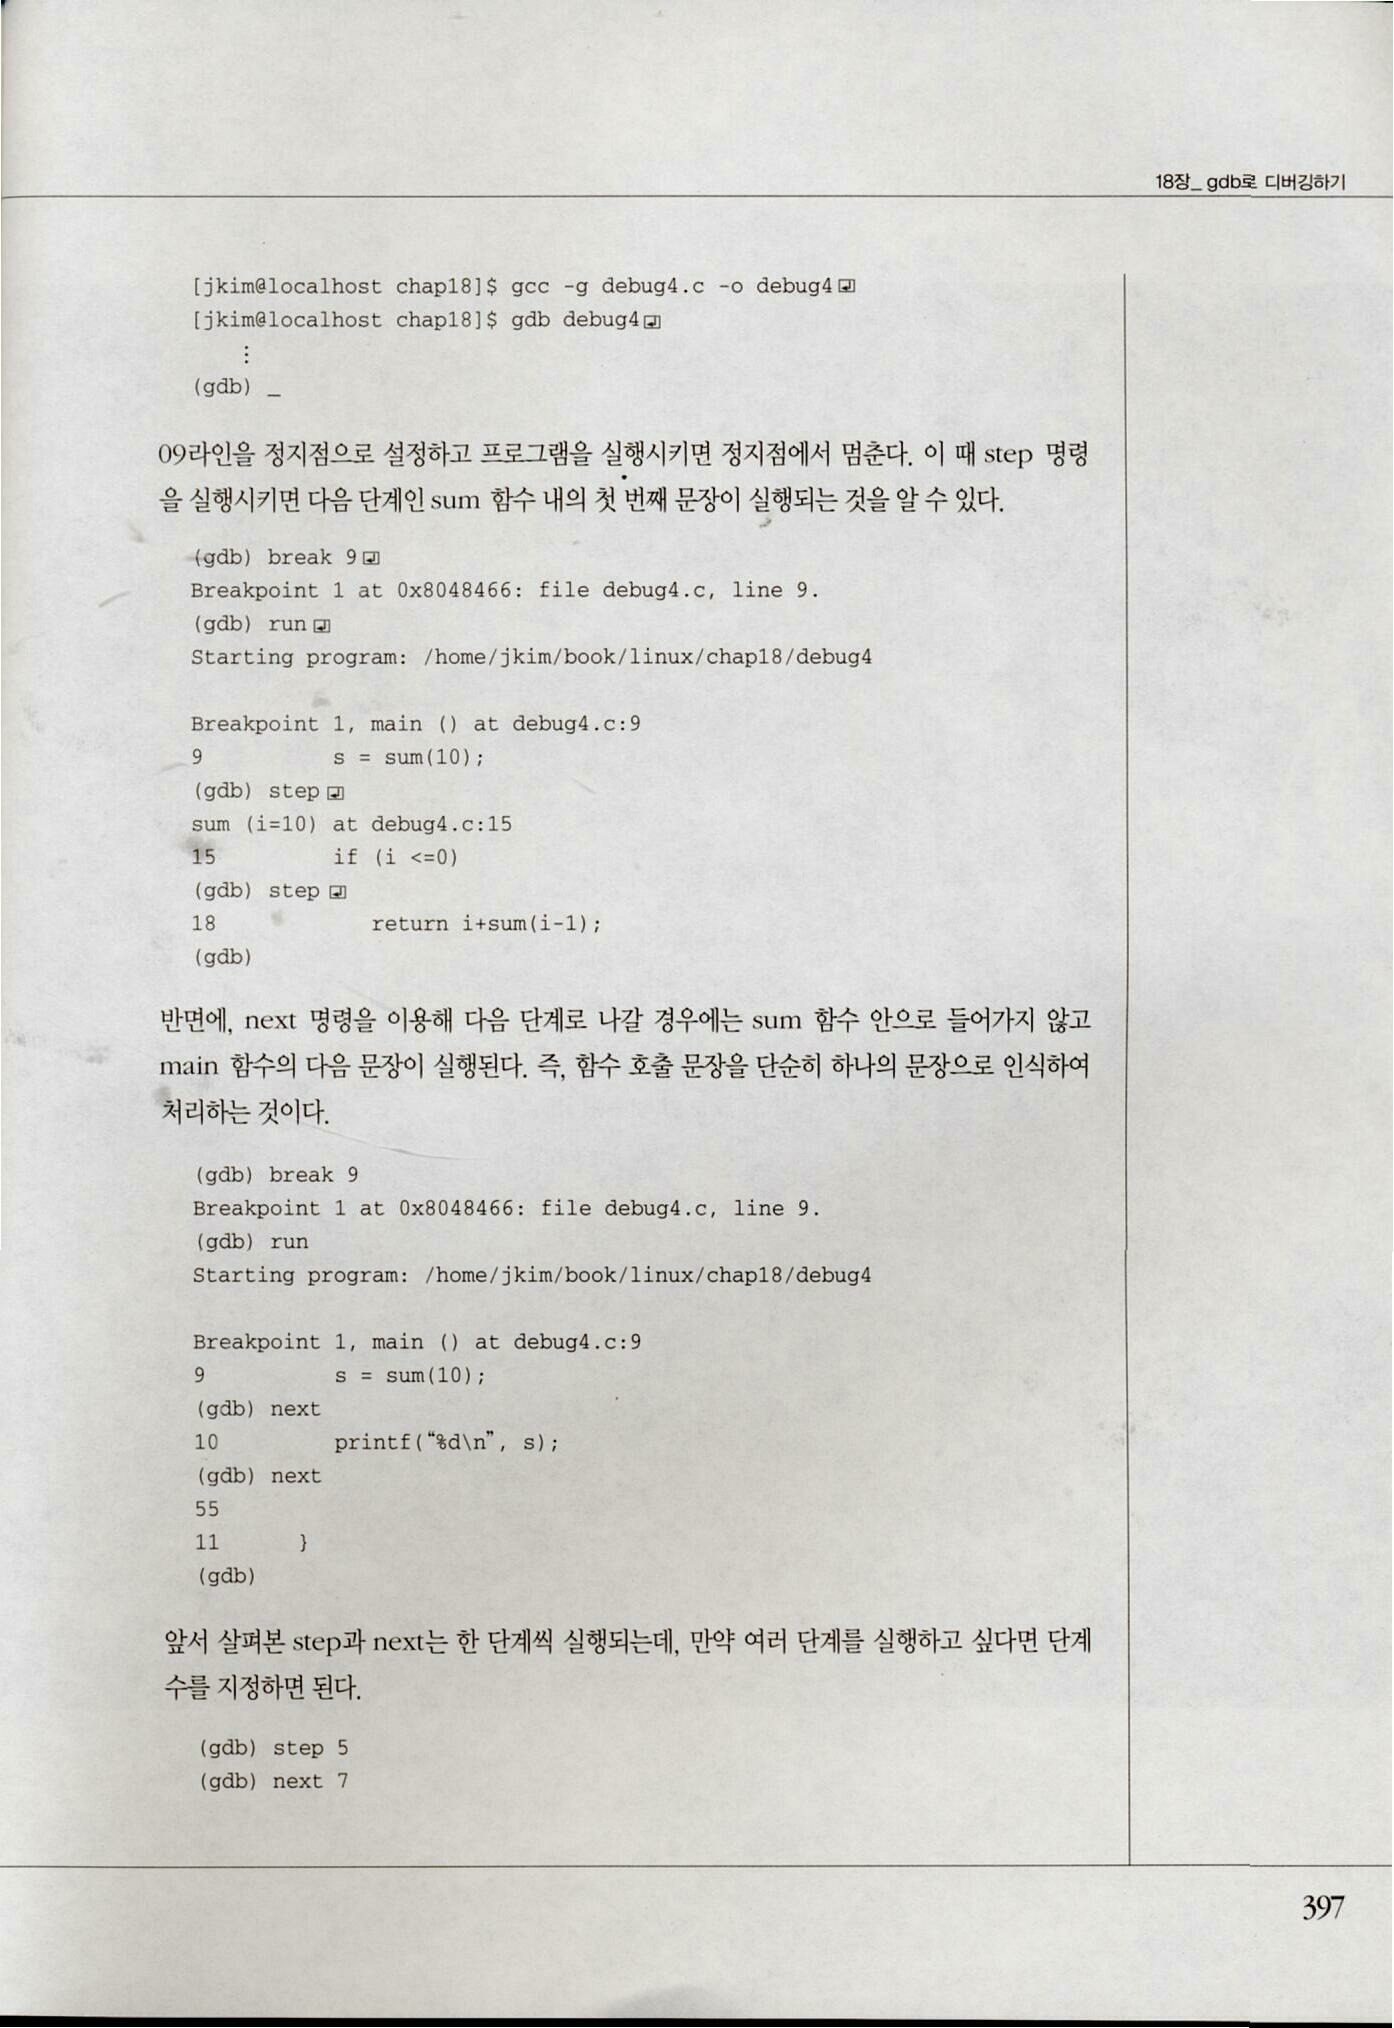 18장_ gdb로 디버깅하기
[jkim@localhost chap18]$ gcc -g debug4.c -o debug4↵
[jkim@localhost chap18]$ gdb debug4↵
⋮
(gdb) _
09라인을 정지점으로 설정하고 프로그램을 실행시키면 정지점에서 멈춘다. 이 때 step 명령
을 실행시키면 다음 단계인 sum 함수 내의 첫 번째 문장이 실행되는 것을 알 수 있다.
(gdb) break 9↵
Breakpoint 1 at 0x8048466: file debug4.c, line 9.
(gdb) run↵
Starting program: /home/jkim/book/linux/chap18/debug4
Breakpoint 1, main () at debug4.c:9
9 s = sum(10);
(gdb) step↵
sum (i=10) at debug4.c:15
15 if (i <=0)
(gdb) step↵
18 return i+sum(i-1);
(gdb)
반면에, next 명령을 이용해 다음 단계로 나갈 경우에는 sum 함수 안으로 들어가지 않고
main 함수의 다음 문장이 실행된다. 즉, 함수 호출 문장을 단순히 하나의 문장으로 인식하여
처리하는 것이다.
(gdb) break 9
Breakpoint 1 at 0x8048466: file debug4.c, line 9.
(gdb) run
Starting program: /home/jkim/book/linux/chap18/debug4
Breakpoint 1, main () at debug4.c:9
9 s = sum(10);
(gdb) next
10 printf(“%d\n”, s);
(gdb) next
55
11 }
(gdb)
앞서 살펴본 step과 next는 한 단계씩 실행되는데, 만약 여러 단계를 실행하고 싶다면 단계
수를 지정하면 된다.
(gdb) step 5
(gdb) next 7
397